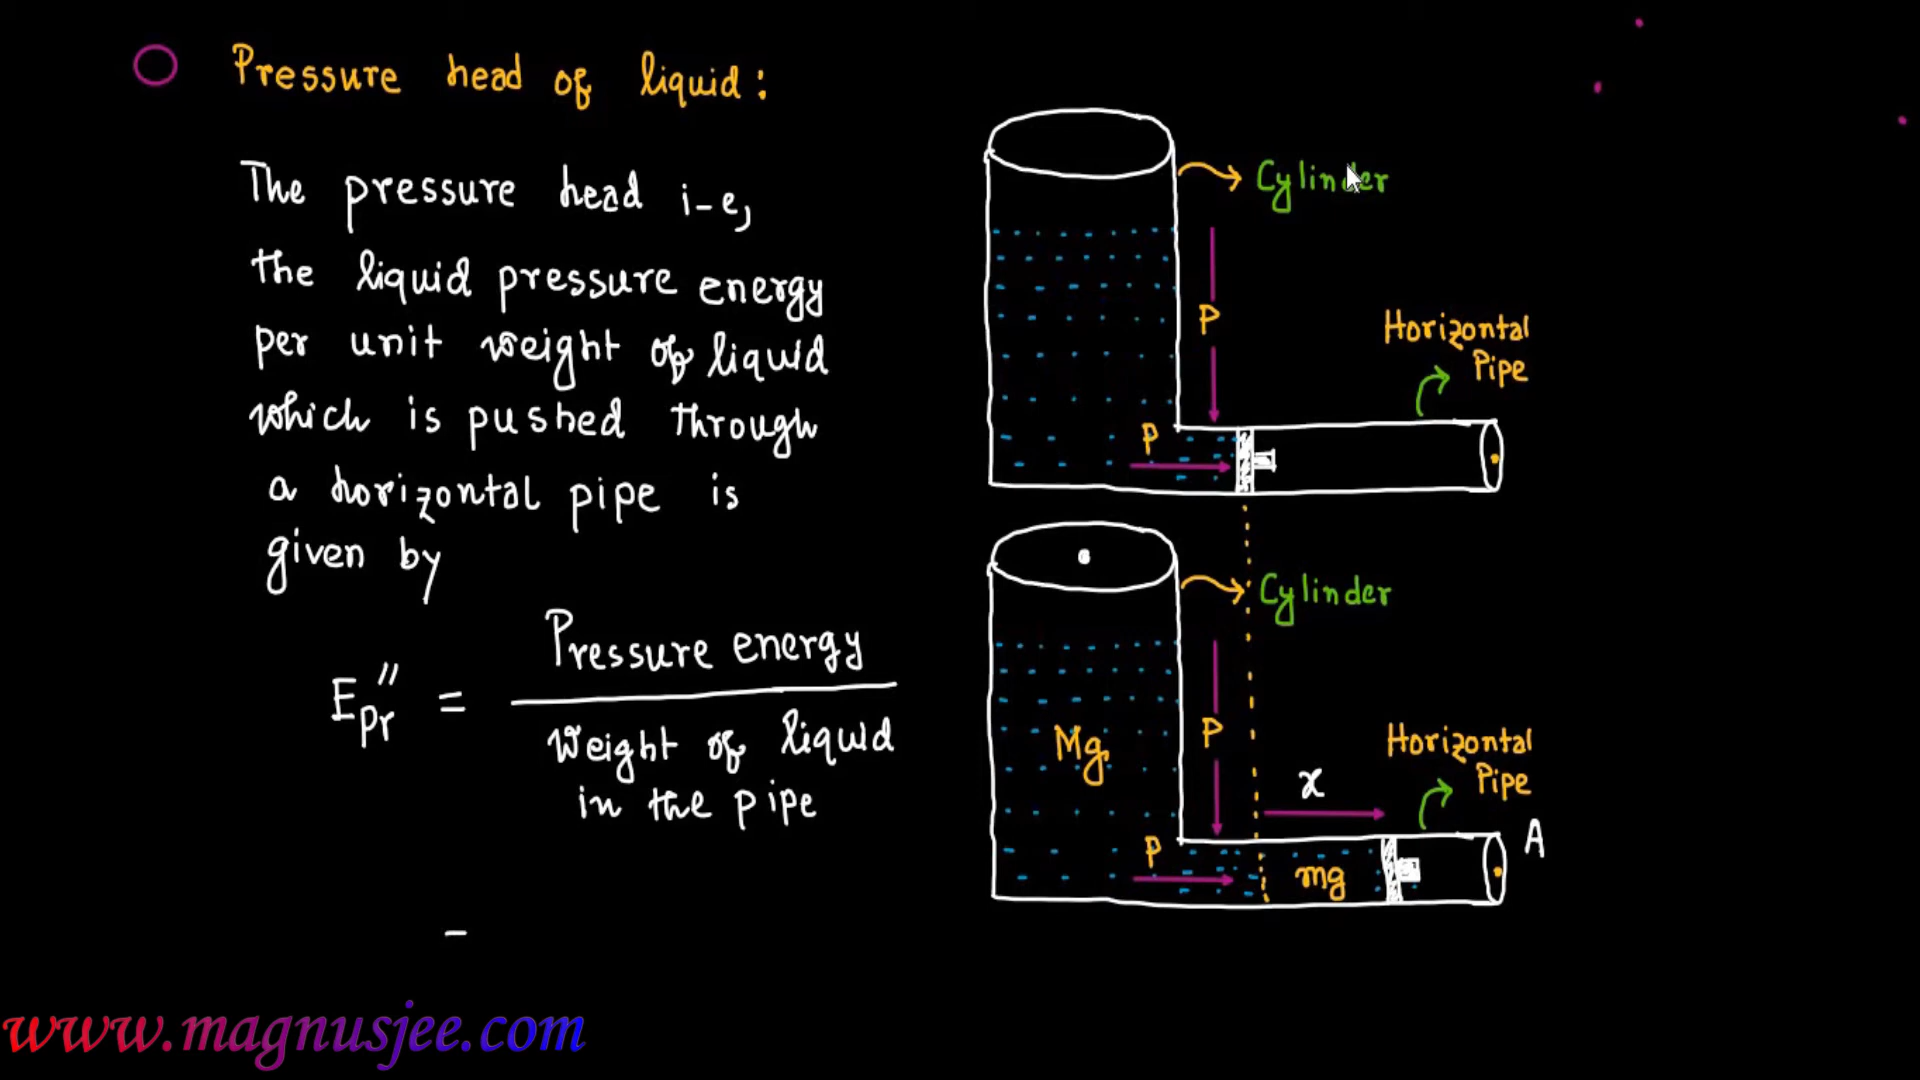 Pressure head of liquid:
The pressure head i-e,
the liquid pressure energy
per unit weight of liquid
which is pushed through
a horizontal pipe is
given by
Epr'' = Pressure energy
Weight of liquid
in the pipe
=
Cylinder
P
Horizontal
Pipe
P
Cylinder
Mg
P
Horizontal
Pipe
x
A
P
mg
www.magnusjee.com